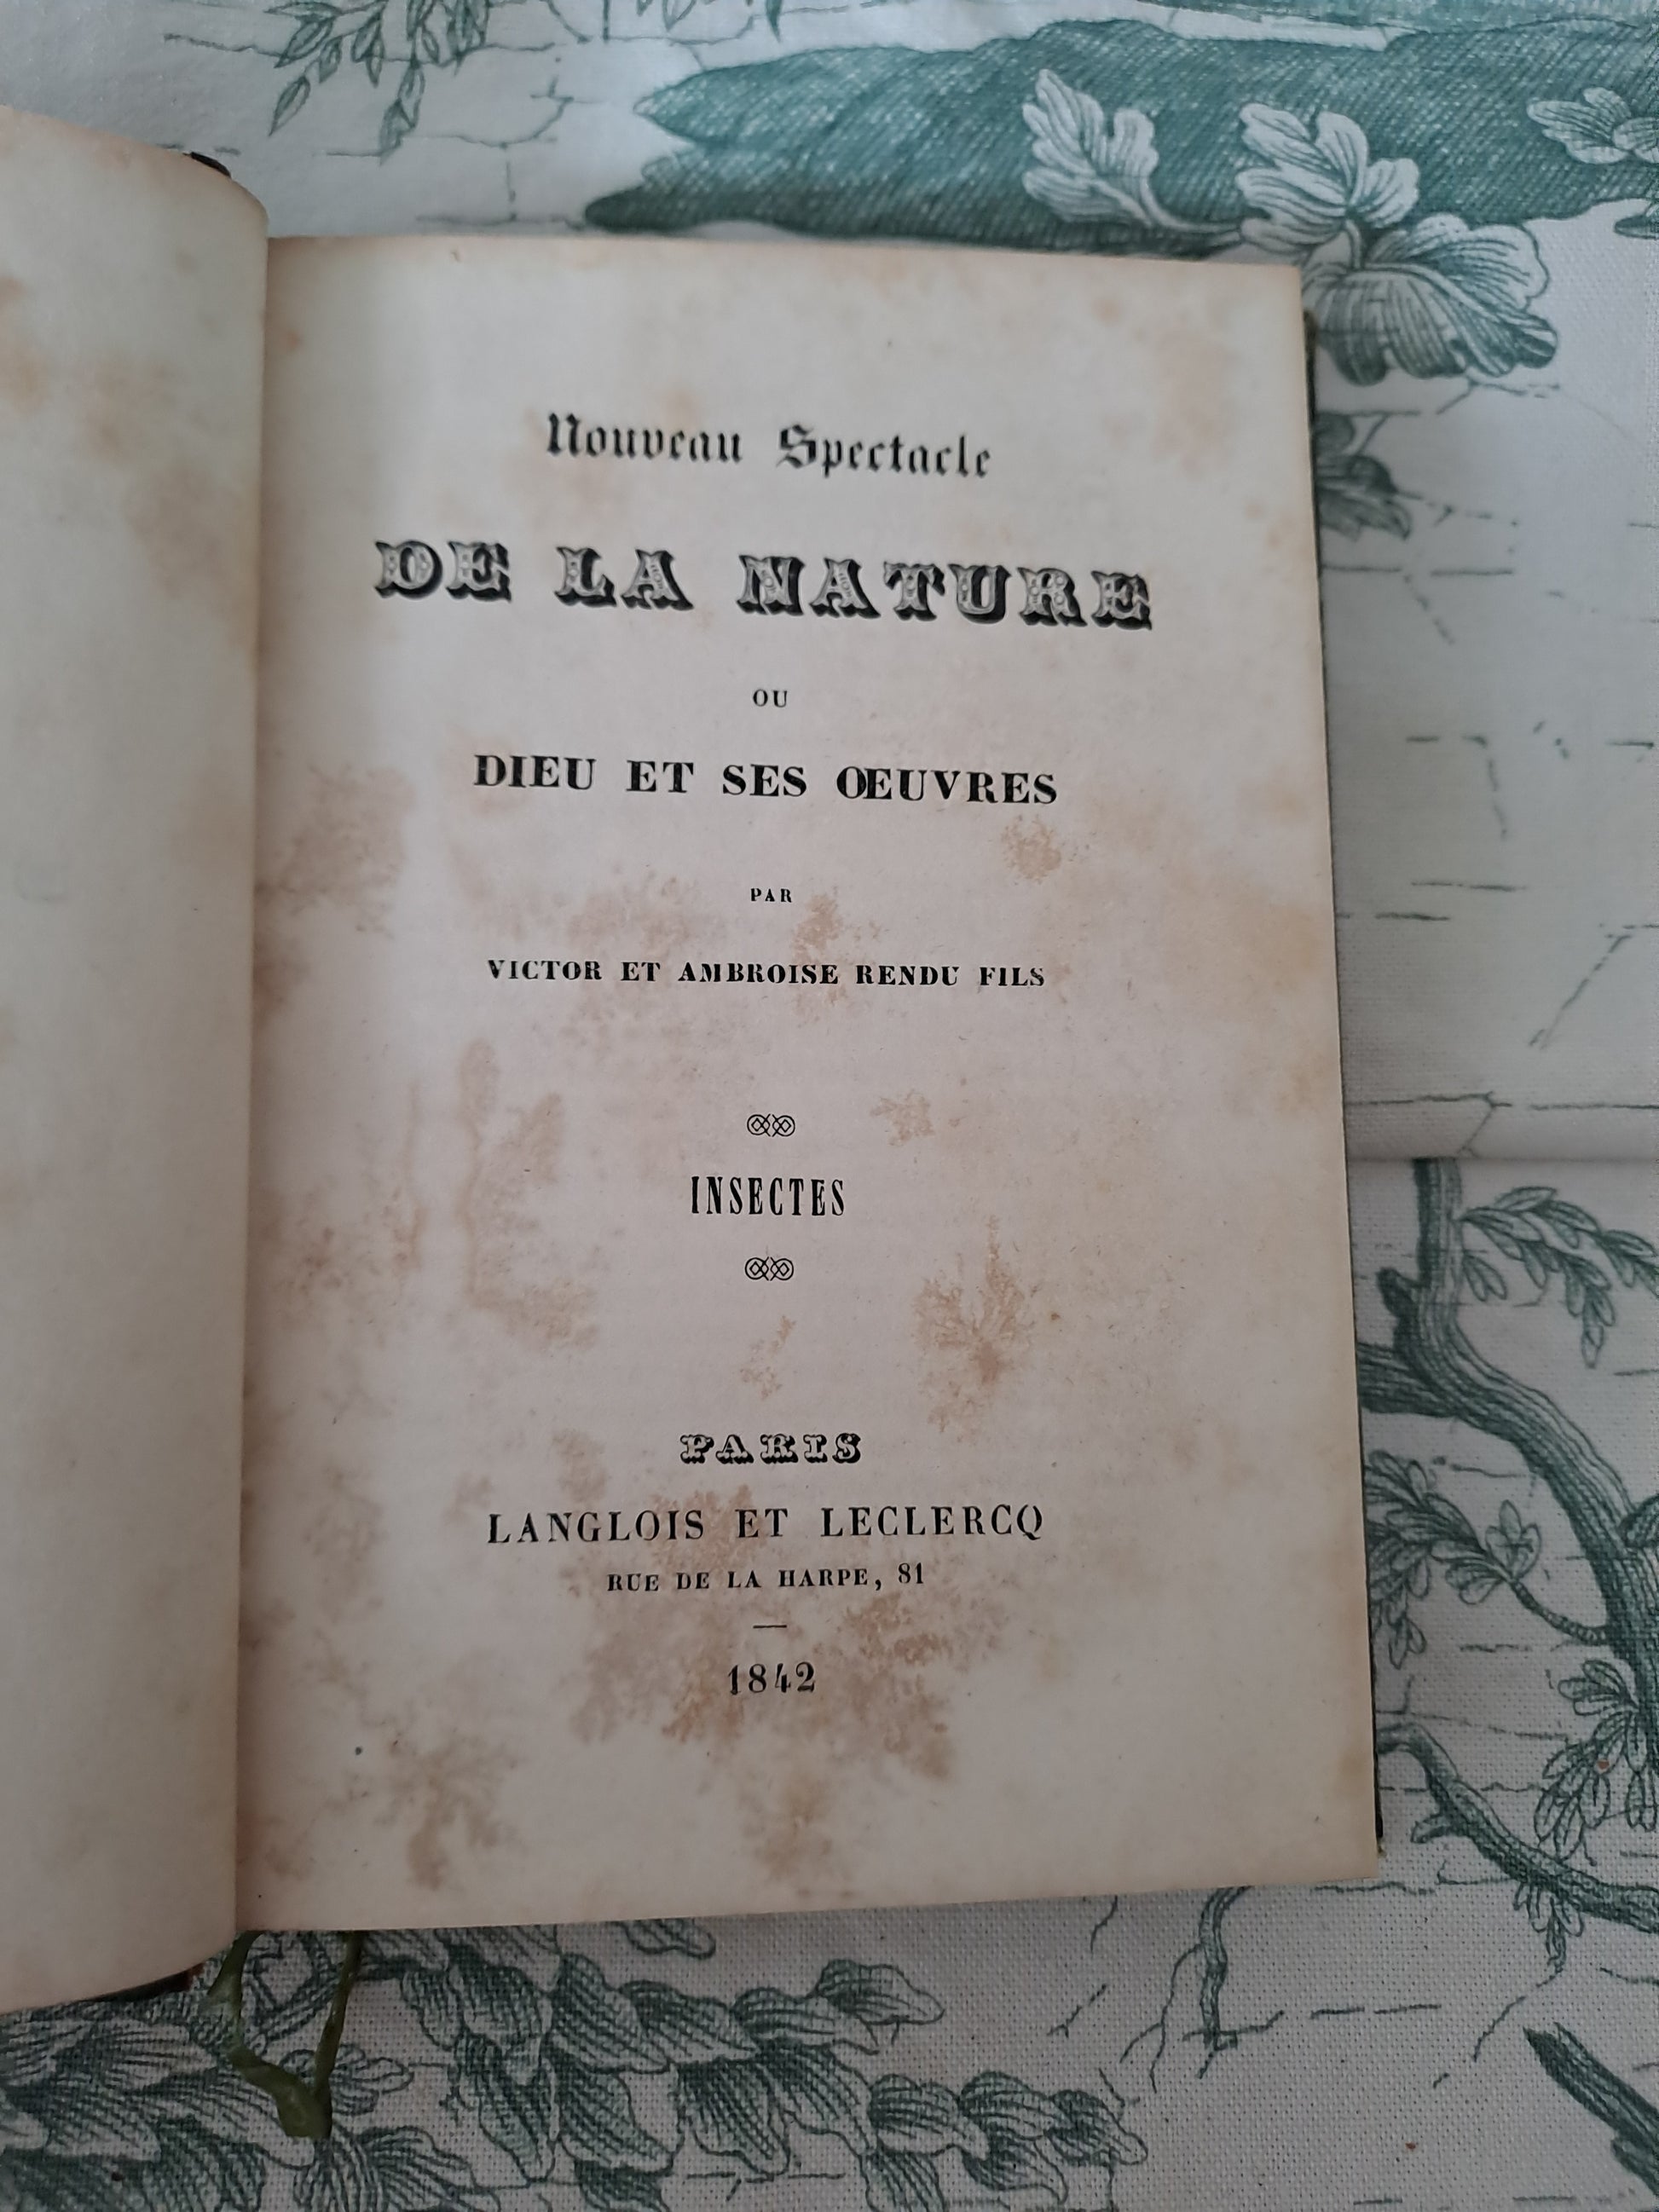 Nouveau Spectacle
DE LA NATURE
OU
DIEU ET SES ŒUVRES
PAR
VICTOR ET AMBROISE RENDU FILS
INSECTES
PARIS
LANGLOIS ET LECLERCQ
RUE DE LA HARPE, 81
1842